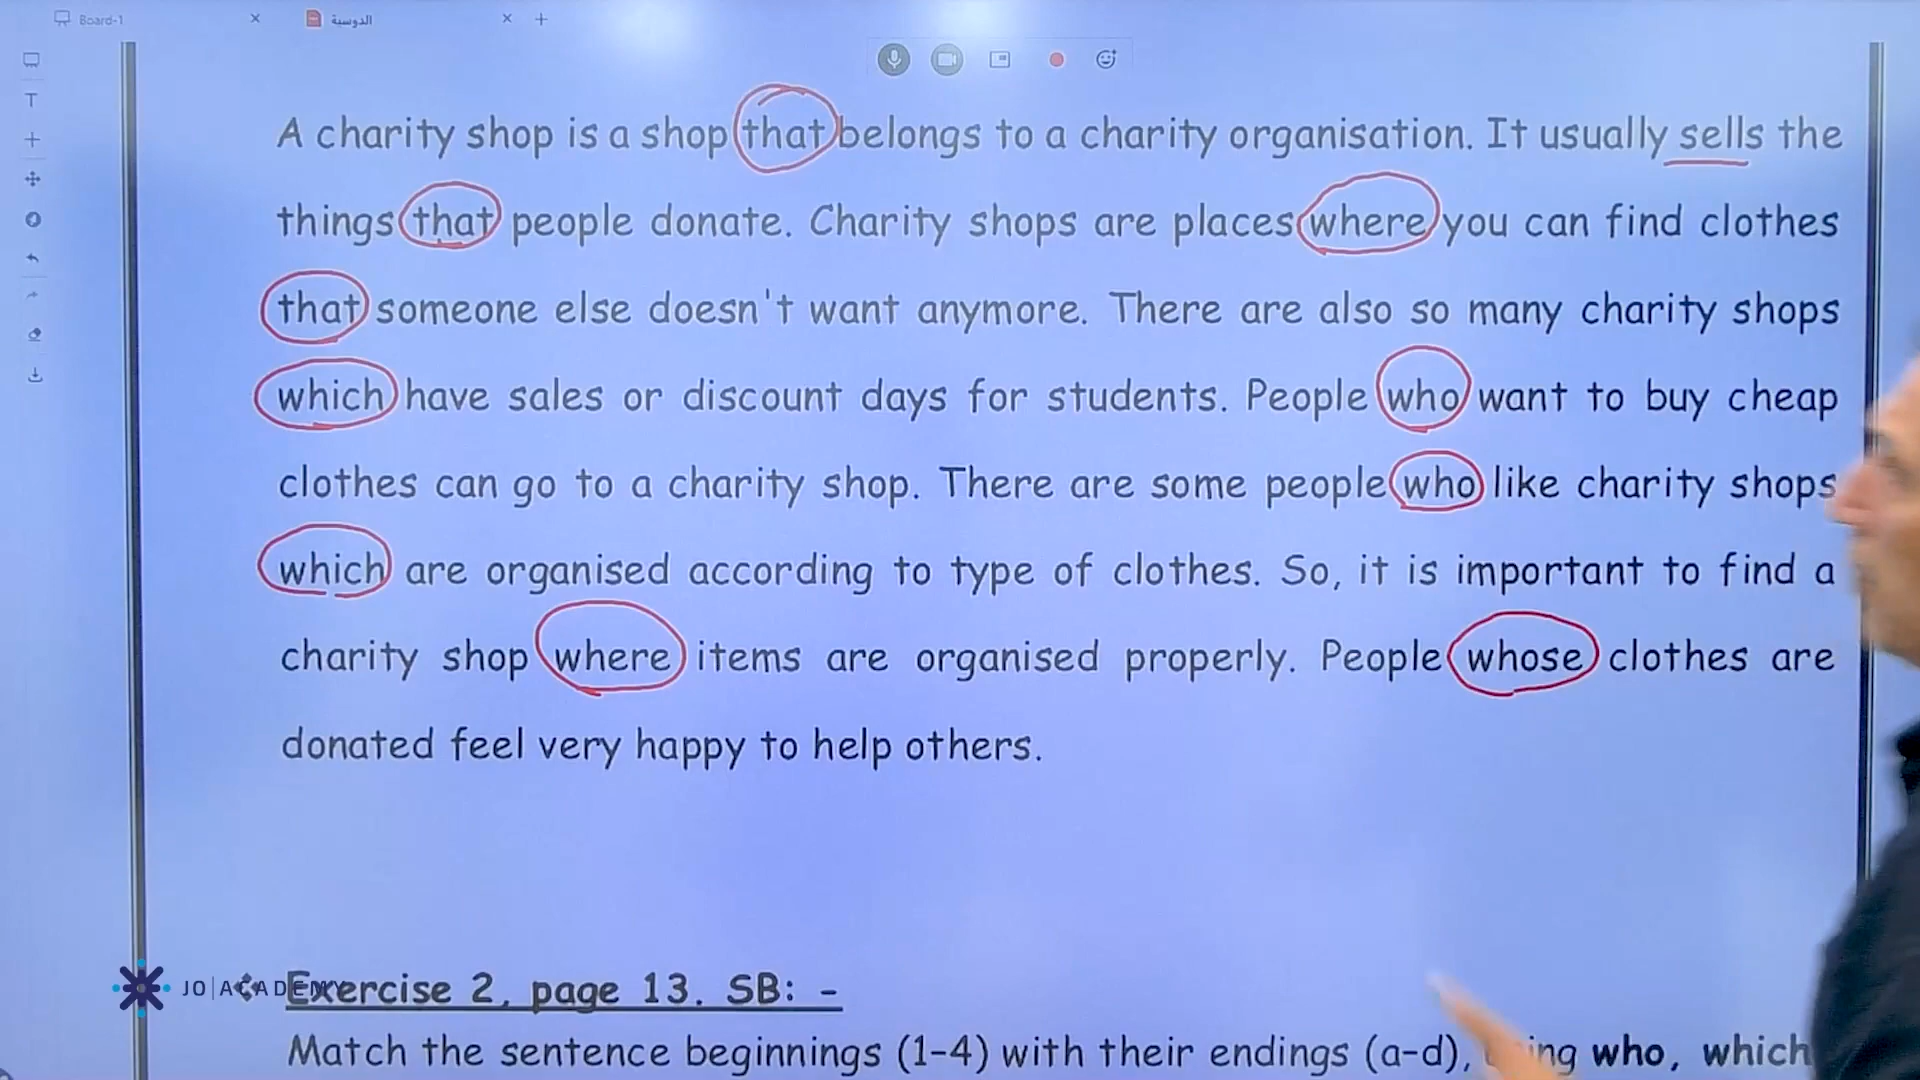 Board-1
الدوسية
A charity shop is a shop that belongs to a charity organisation. It usually sells the
things that people donate. Charity shops are places where you can find clothes
that someone else doesn't want anymore. There are also so many charity shops
which have sales or discount days for students. People who want to buy cheap
clothes can go to a charity shop. There are some people who like charity shops
which are organised according to type of clothes. So, it is important to find a
charity shop where items are organised properly. People whose clothes are
donated feel very happy to help others.
JO ACADEMY
Exercise 2, page 13. SB: -
Match the sentence beginnings (1-4) with their endings (a-d), who, which